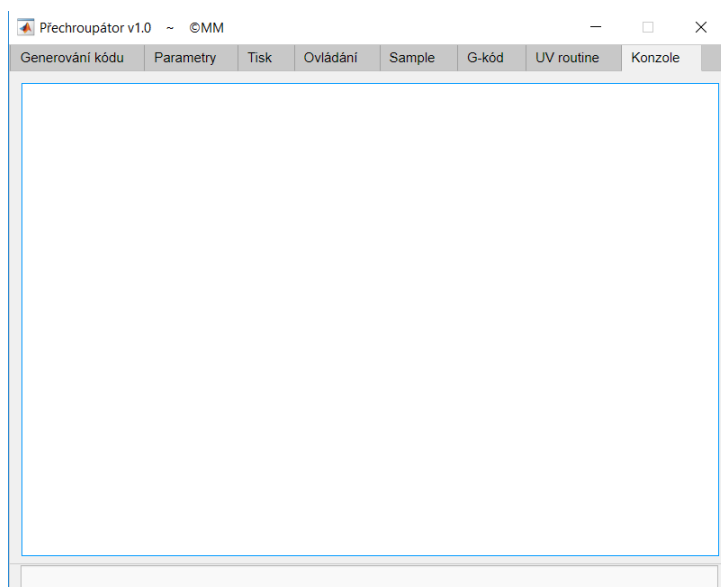 Přechroupátor v1.0 ~ ©MM
Generování kódu Parametry Tisk Ovládání Sample G-kód UV routine Konzole